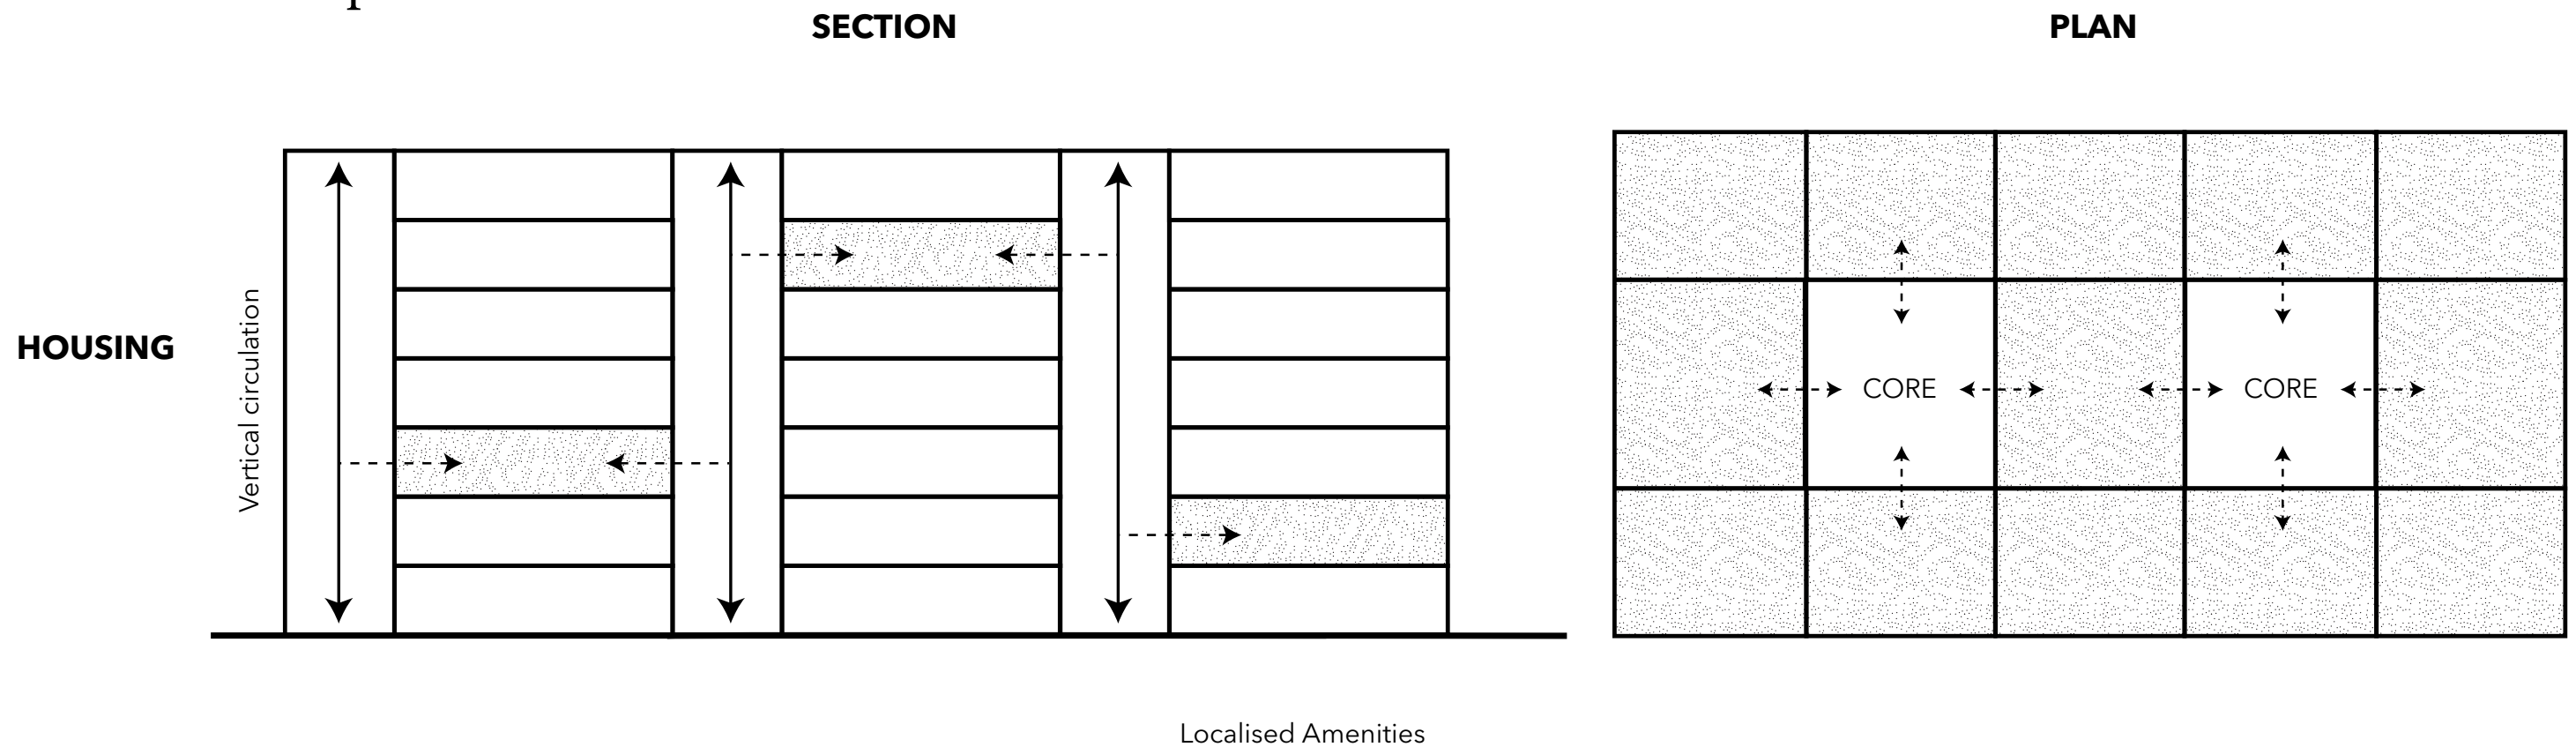 SECTION
PLAN
HOUSING
Vertical circulation
CORE
CORE
Localised Amenities